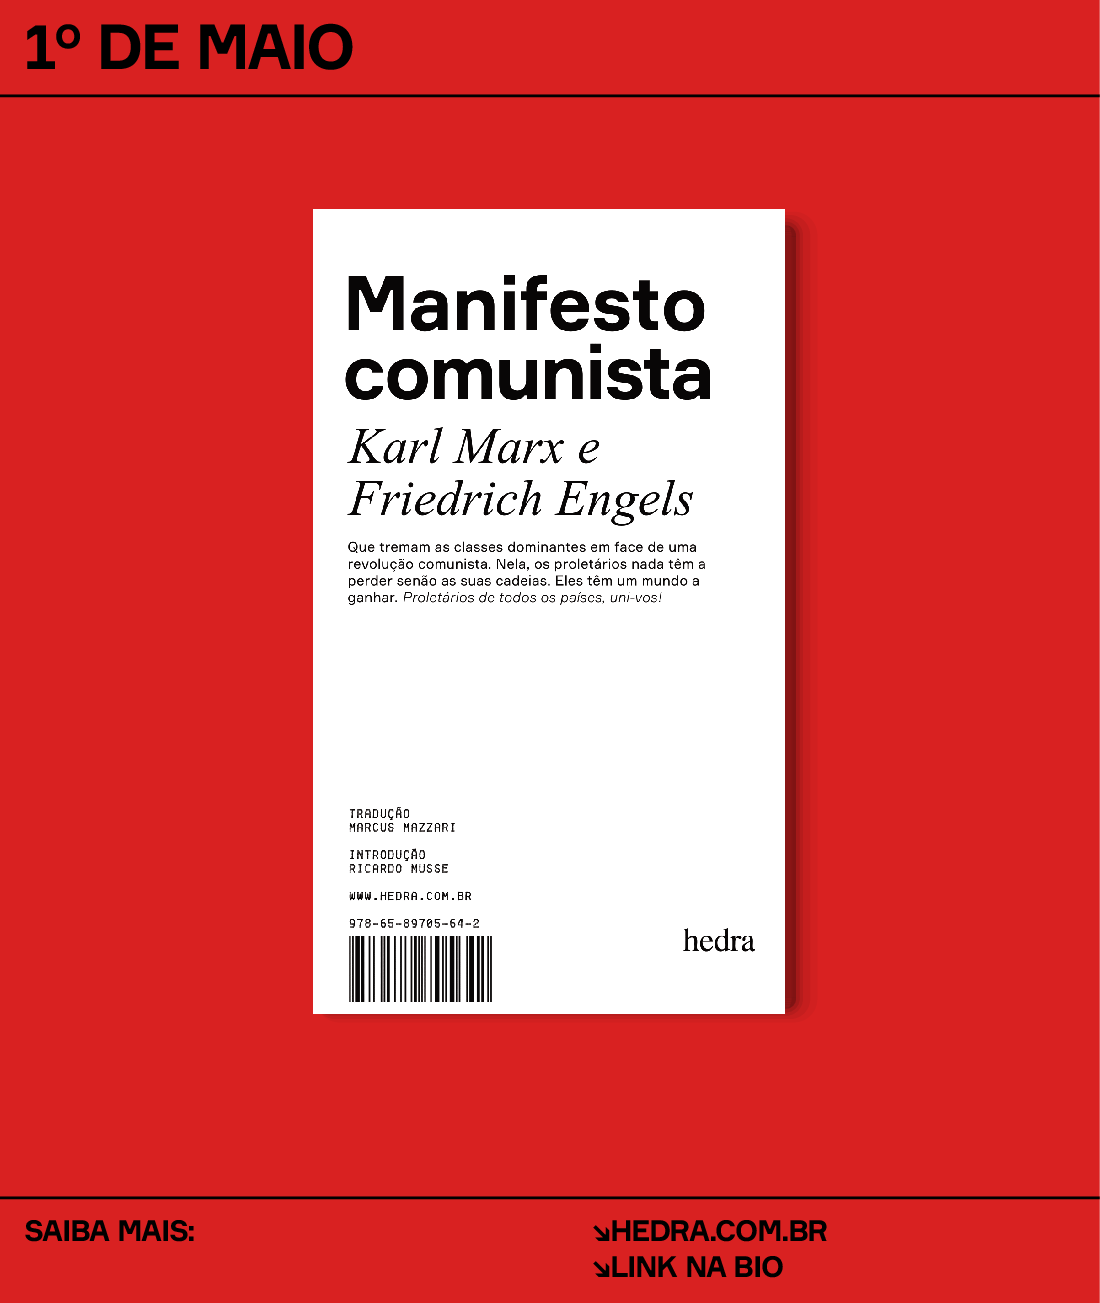 1º DE MAIO
Manifesto
comunista
Karl Marx e
Friedrich Engels
Que tremam as classes dominantes em face de uma
revolução comunista. Nela, os proletários nada têm a
perder senão as suas cadeias. Eles têm um mundo a
ganhar. Proletários de todos os países, uni-vos!
TRADUÇÃO
MARCUS MAZZARI
INTRODUÇÃO
RICARDO MUSSE
WWW.HEDRA.COM.BR
978-65-89705-64-2
hedra
SAIBA MAIS:
↘HEDRA.COM.BR
↘LINK NA BIO